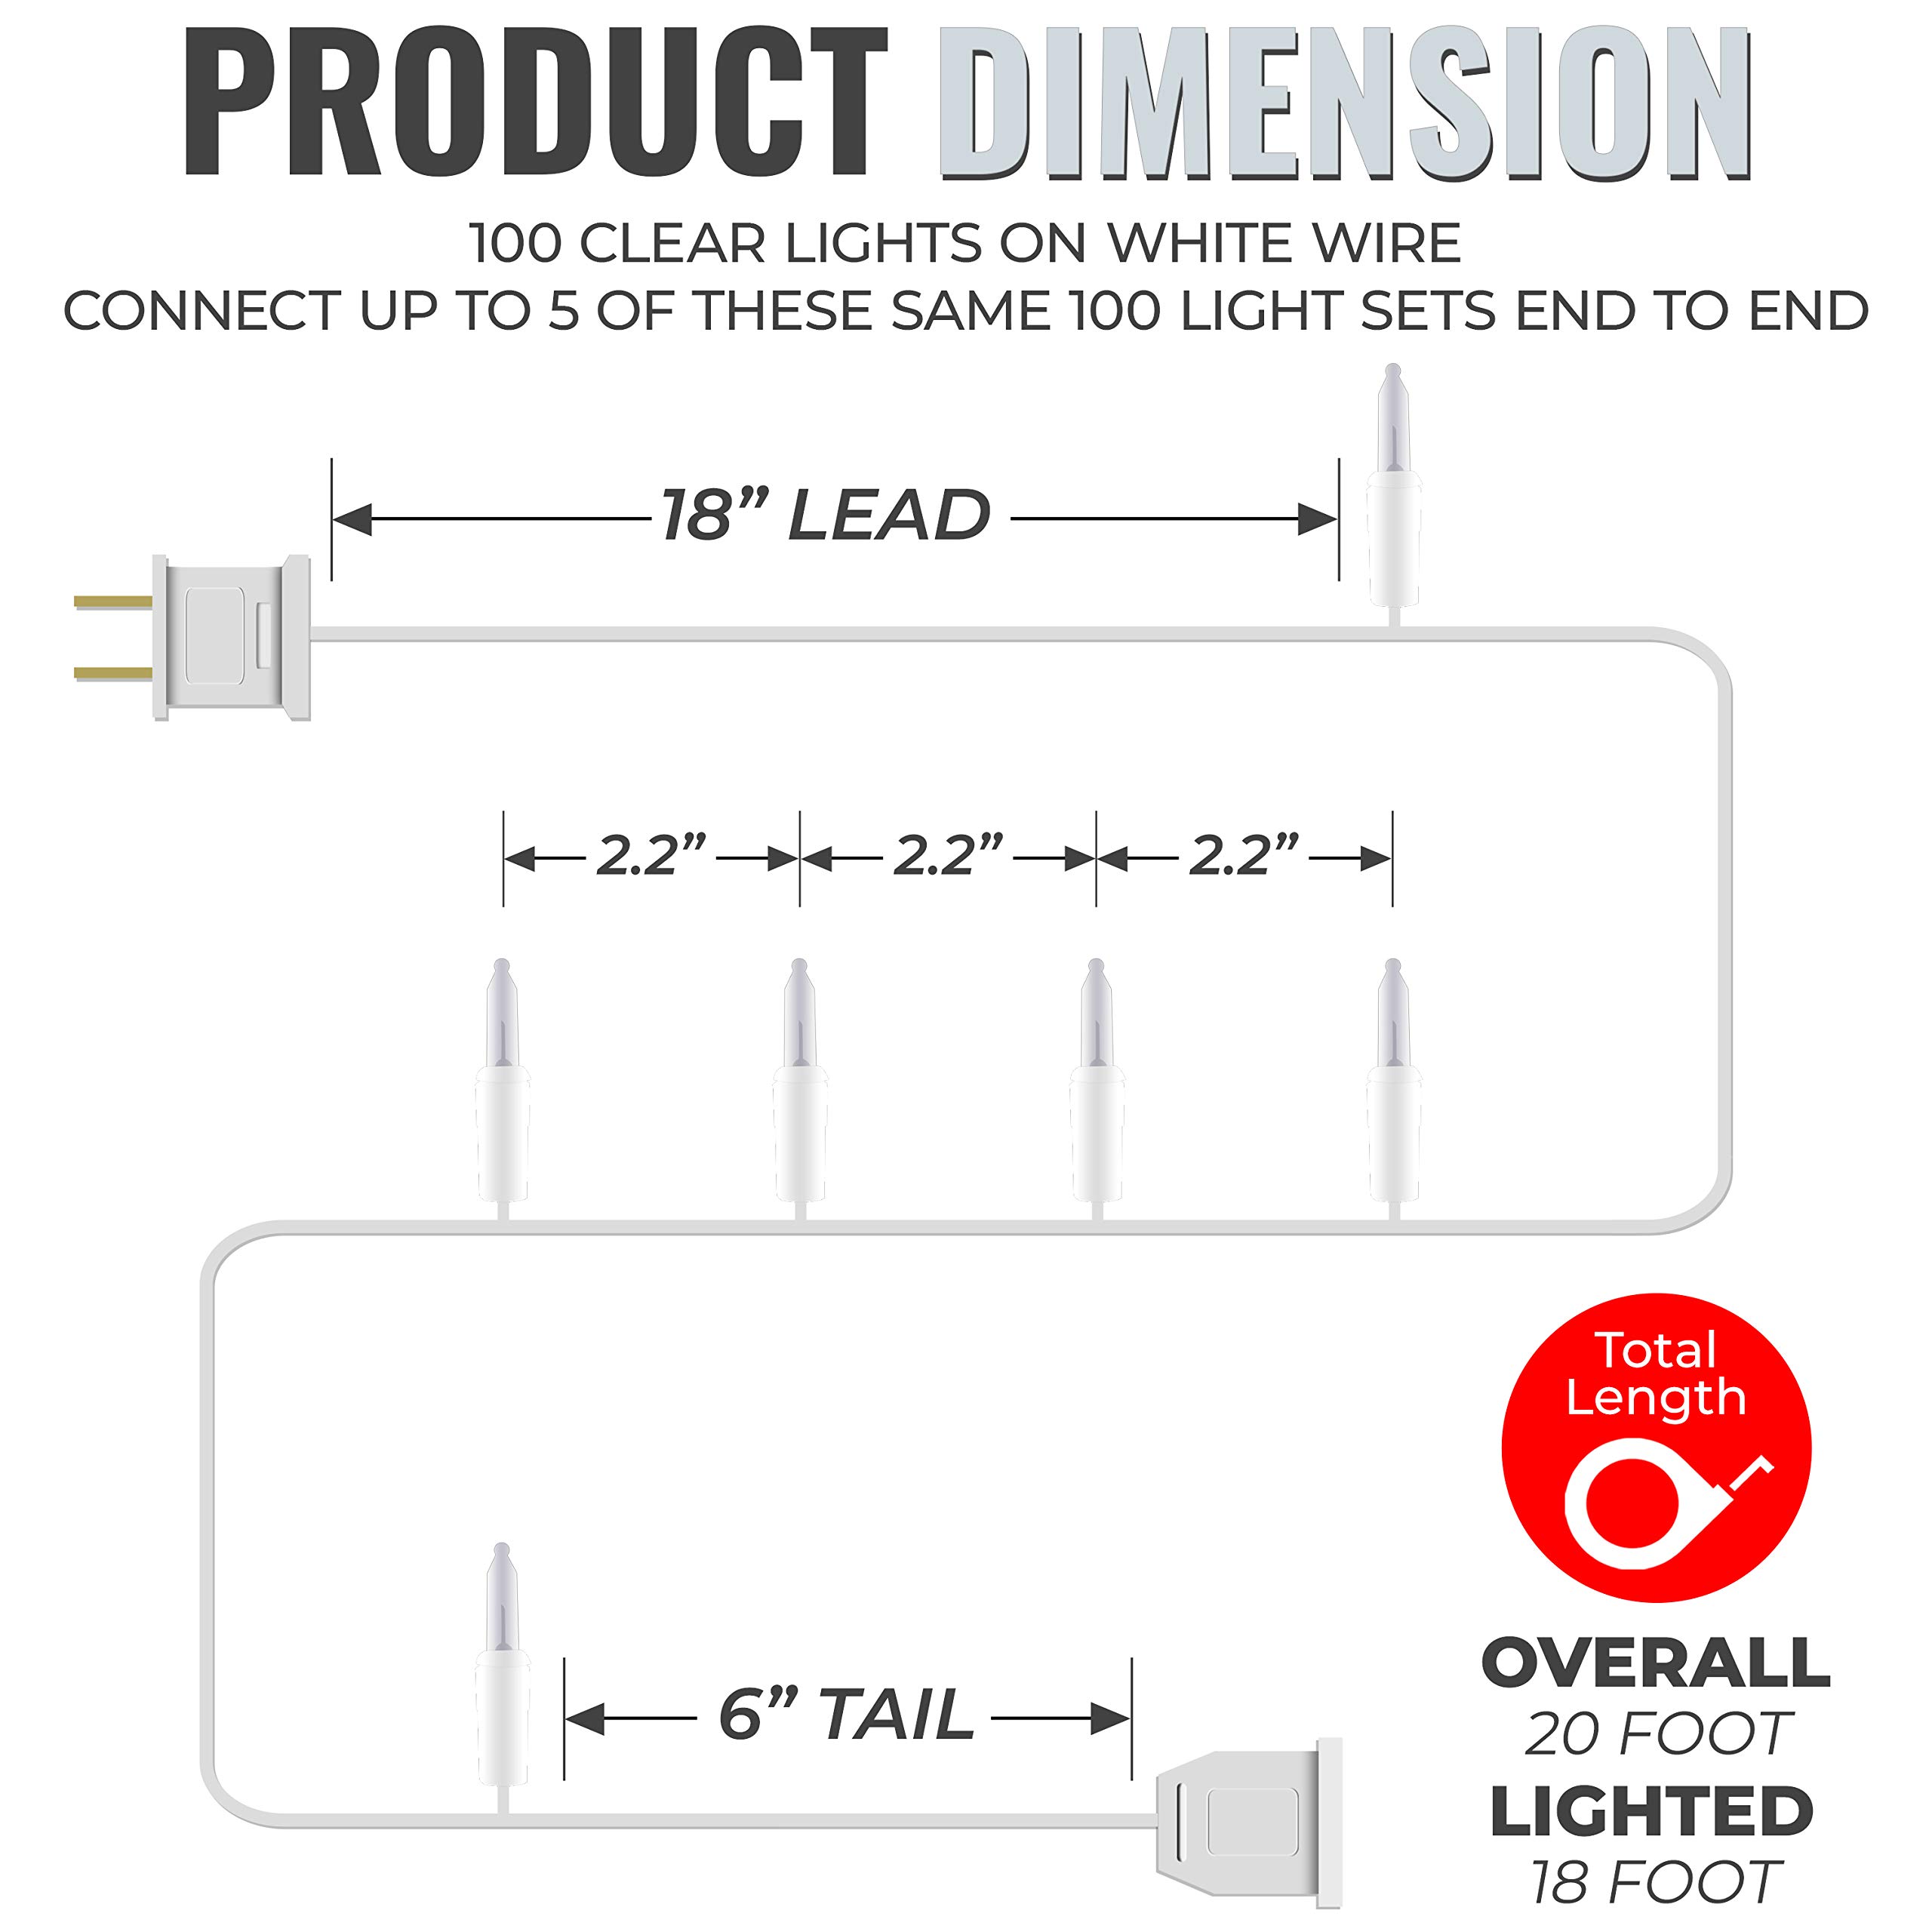 PRODUCT DIMENSION
100 CLEAR LIGHTS ON WHITE WIRE
CONNECT UP TO 5 OF THESE SAME 100 LIGHT SETS END TO END
18” LEAD
2.2” 2.2” 2.2”
Total
Length
6” TAIL
OVERALL
20 FOOT
LIGHTED
18 FOOT